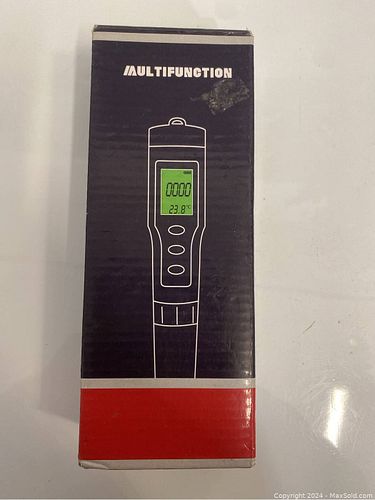 MULTIFUNCTION
0000
23.8°C
Copyright 2024 - MaxSold.com